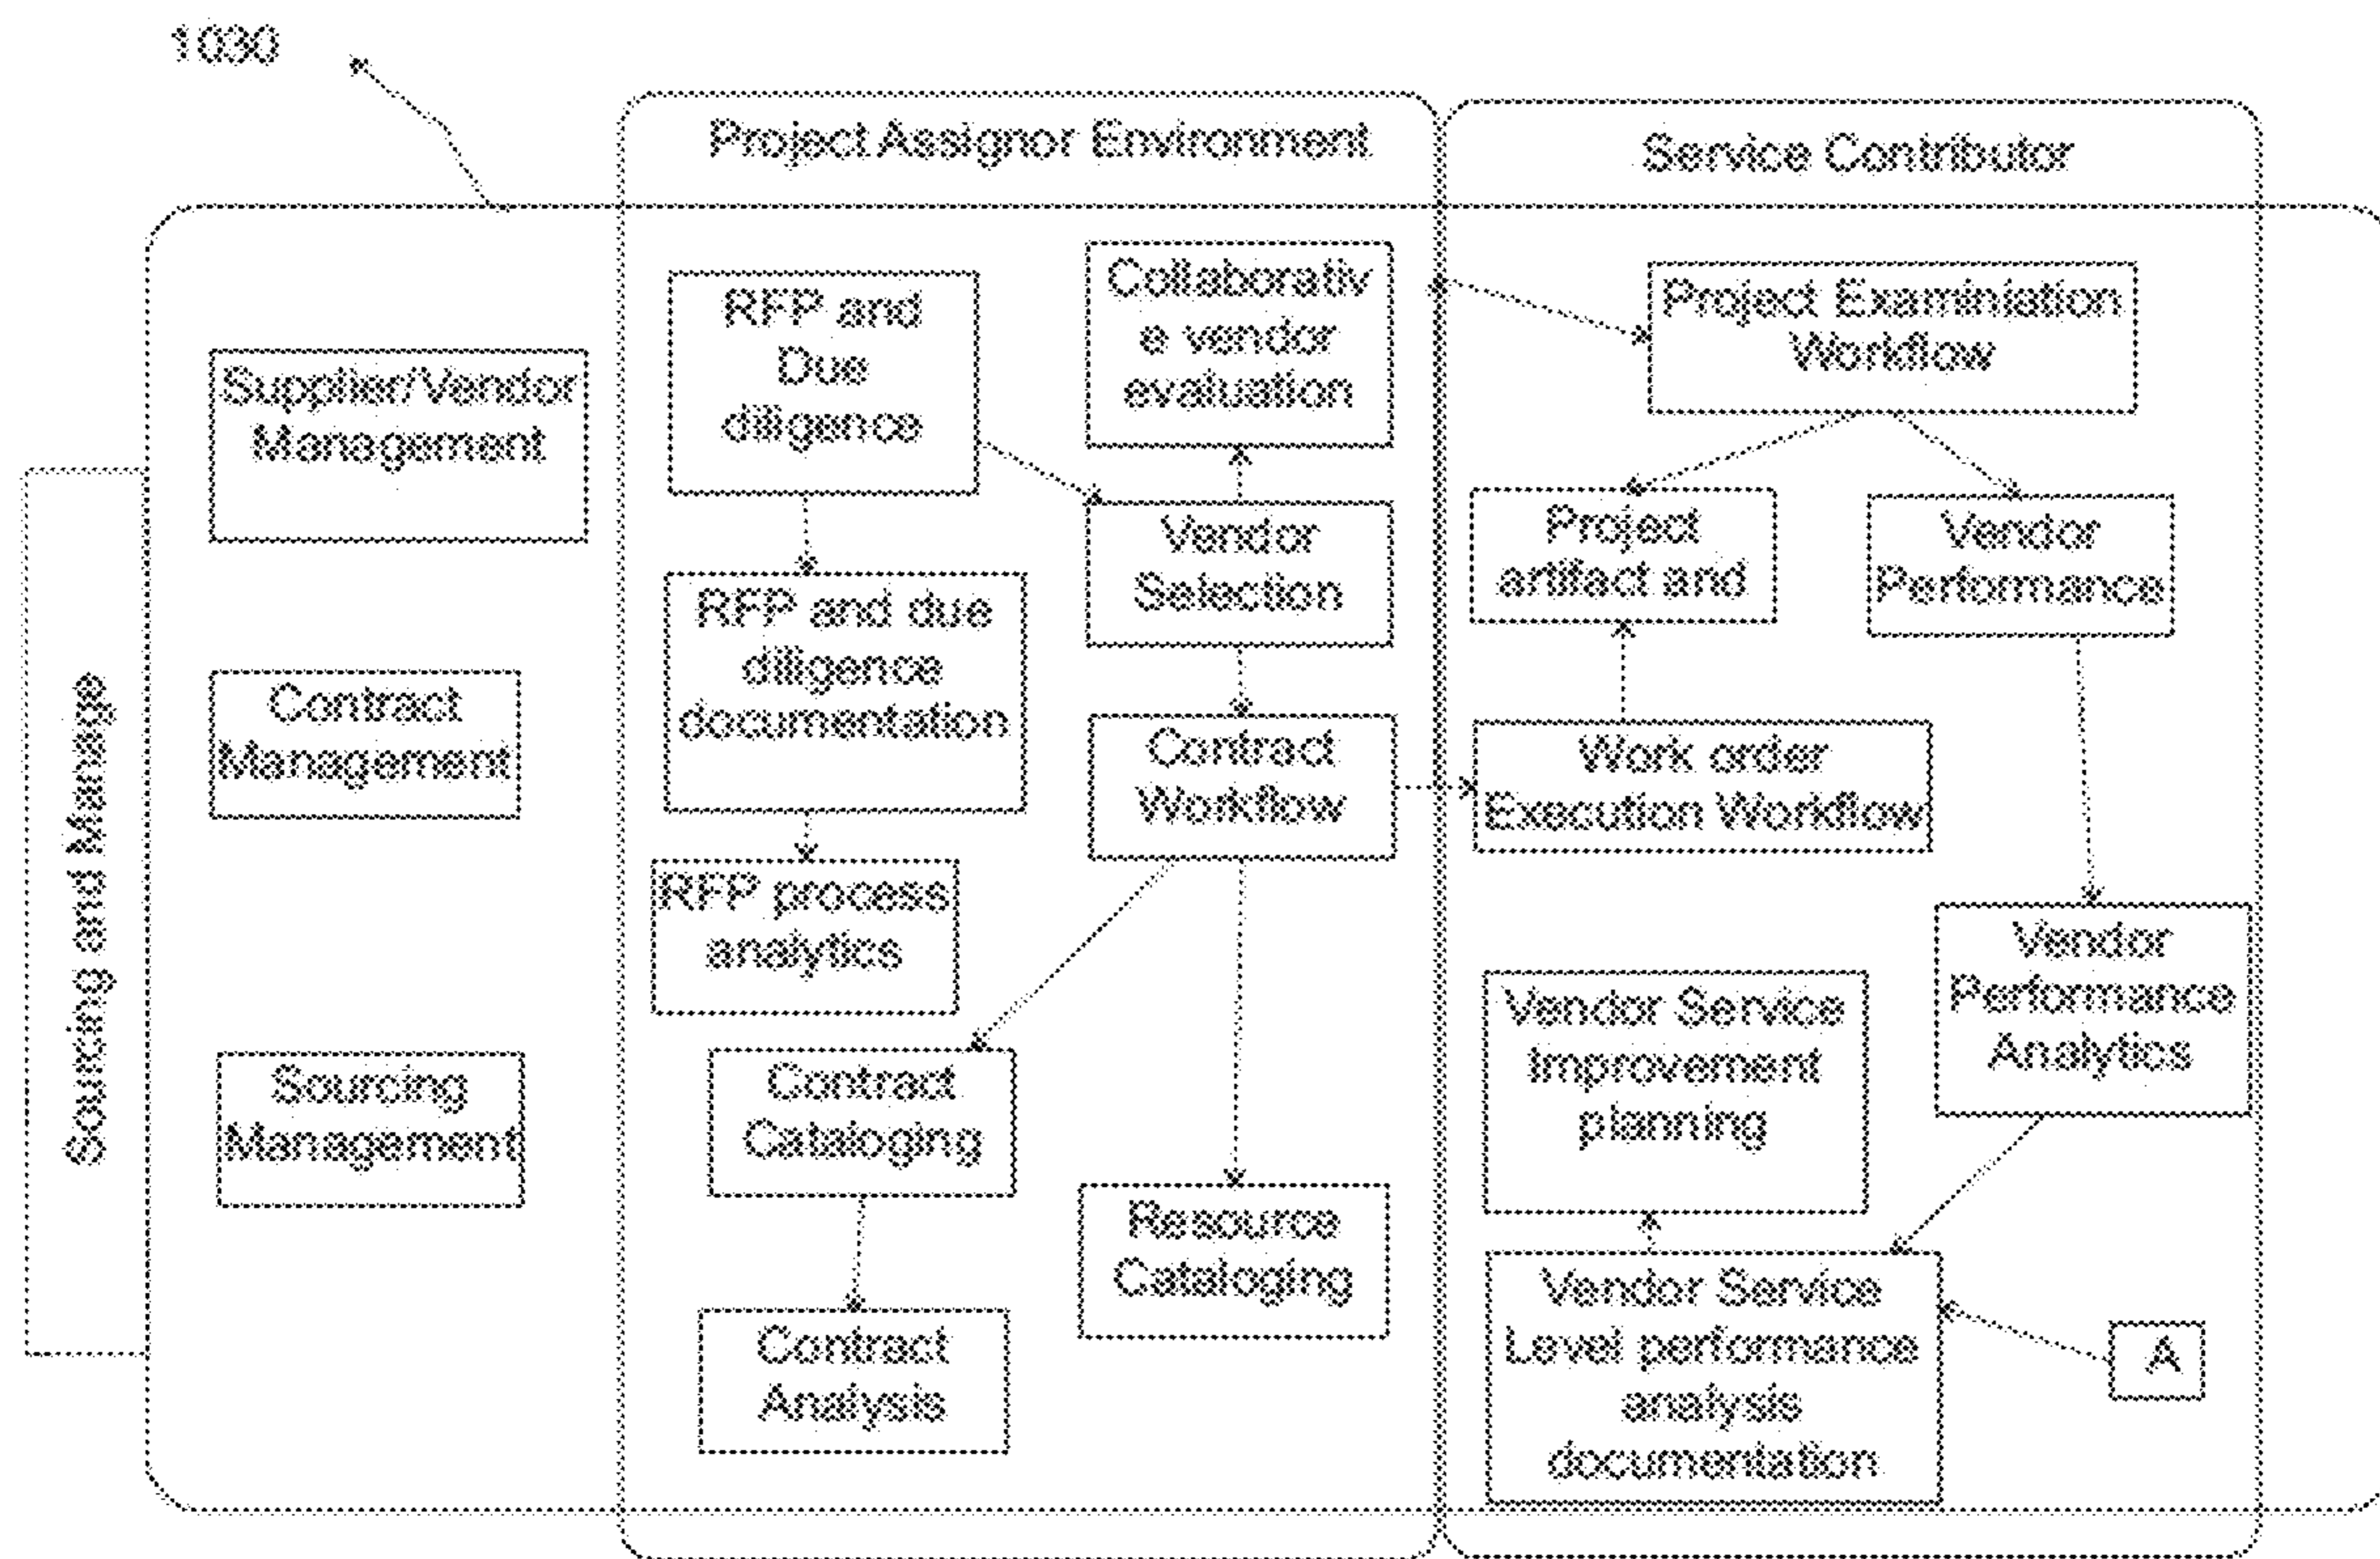 1030
Project Assignor Environment
Service Contributor
Sourcing and Manage
Supplier/Vendor
Management
Contract
Management
Sourcing
Management
RFP and
Due
diligence
RFP and due
diligence
documentation
RFP process
analytics
Contract
Cataloging
Contract
Analysis
Collaborativ
e vendor
evaluation
Vendor
Selection
Contract
Workflow
Resource
Cataloging
Project Examiniation
Workflow
Project
artifact and
Vendor
Performance
Work order
Execution Workflow
Vendor
Performance
Analytics
Vendor Service
Improvement
planning
Vendor Service
Level performance
analysis
documentation
A